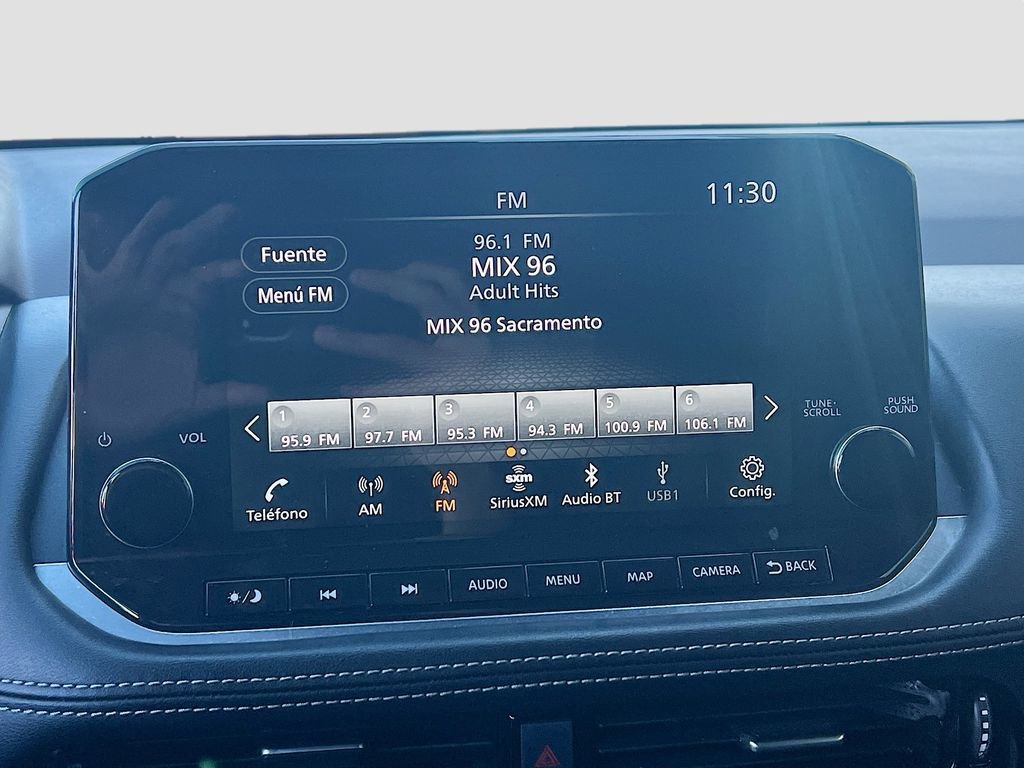 FM
11:30
Fuente
Menú FM
96.1 FM
MIX 96
Adult Hits
MIX 96 Sacramento
1 95.9 FM
2 97.7 FM
3 95.3 FM
4 94.3 FM
5 100.9 FM
6 106.1 FM
VOL
TUNE·
SCROLL
PUSH
SOUND
Teléfono
AM
FM
sxm
SiriusXM
Audio BT
USB1
Config.
AUDIO
MENU
MAP
CAMERA
BACK